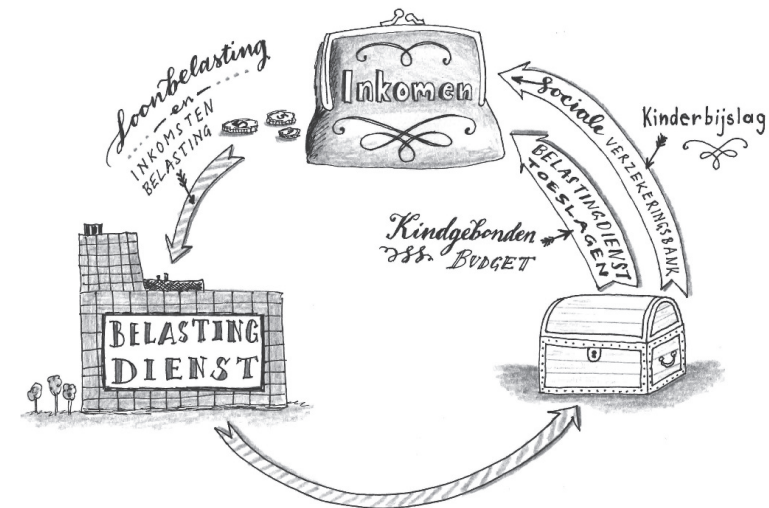 Loonbelasting
en
INKOMSTEN
BELASTING
Inkomen
Sociale VERZEKERINGSBANK
Kinderbijslag
BELASTINGDIENST
TOESLAGEN
Kindgebonden
BUDGET
BELASTING
DIENST